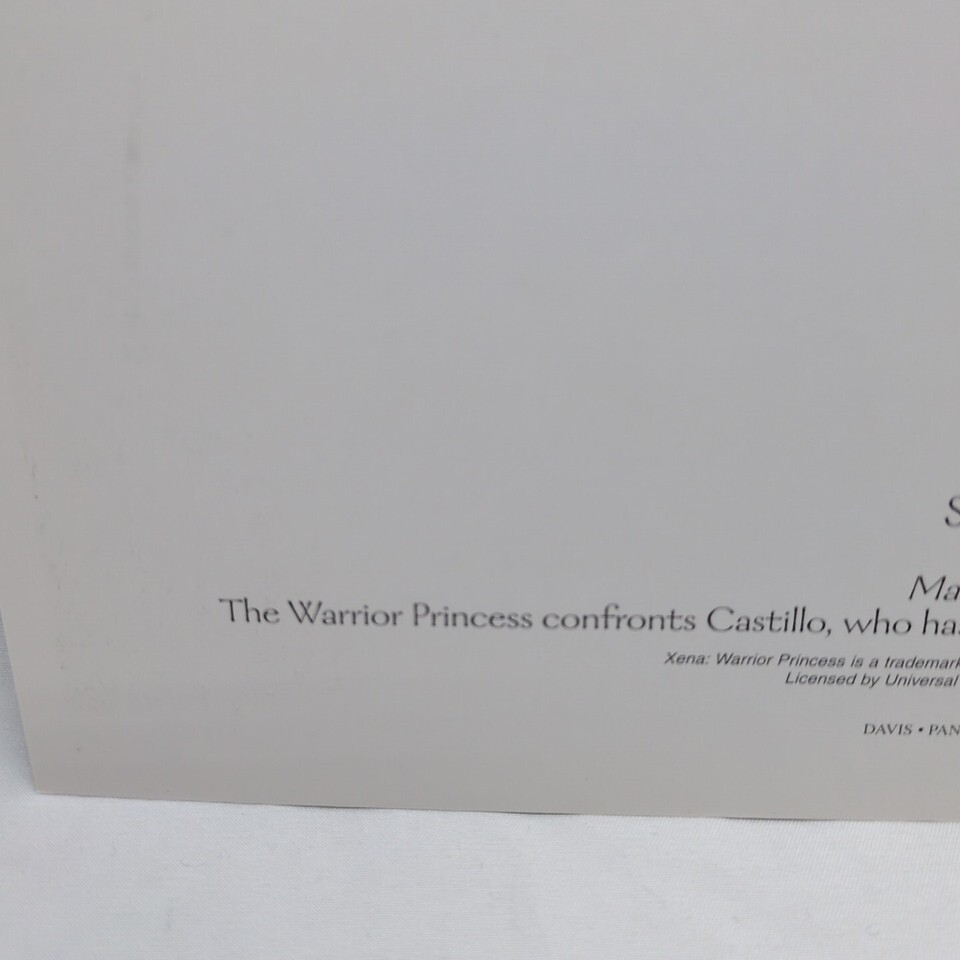 S
Ma
The Warrior Princess confronts Castillo, who ha
Xena: Warrior Princess is a trademark
Licensed by Universal
DAVIS • PAN